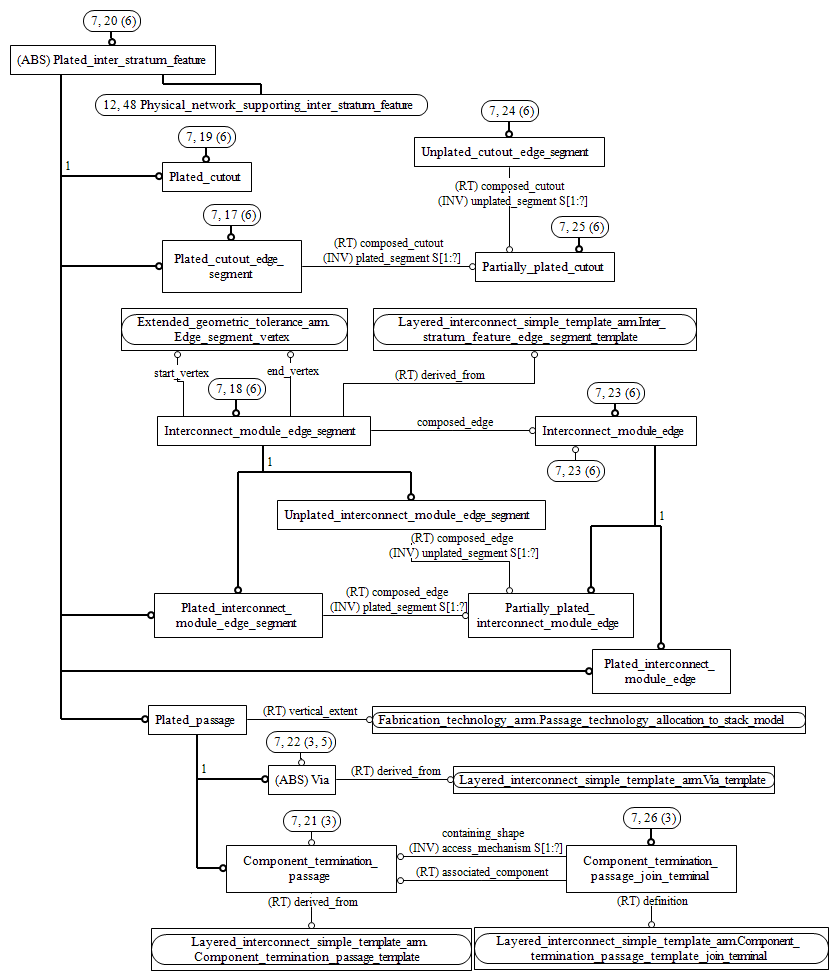 7, 20 (6)
(ABS) Plated_inter_stratum_feature
12, 48 Physical_network_supporting_inter_stratum_feature
7, 24 (6)
7, 19 (6)
Unplated_cutout_edge_segment
1
Plated_cutout
(RT) composed_cutout
(INV) unplated_segment S[1:?]
7, 17 (6)
7, 25 (6)
Plated_cutout_edge_
segment
(RT) composed_cutout
(INV) plated_segment S[1:?]
Partially_plated_cutout
Extended_geometric_tolerance_arm.
Edge_segment_vertex
Layered_interconnect_simple_template_arm.Inter_
stratum_feature_edge_segment_template
start_vertex
end_vertex
(RT) derived_from
7, 18 (6)
7, 23 (6)
Interconnect_module_edge_segment
composed_edge
Interconnect_module_edge
1
7, 23 (6)
Unplated_interconnect_module_edge_segment
1
(RT) composed_edge
(INV) unplated_segment S[1:?]
Plated_interconnect_
module_edge_segment
(RT) composed_edge
(INV) plated_segment S[1:?]
Partially_plated_
interconnect_module_edge
Plated_interconnect_
module_edge
Plated_passage
(RT) vertical_extent
Fabrication_technology_arm.Passage_technology_allocation_to_stack_model
7, 22 (3, 5)
1
(ABS) Via
(RT) derived_from
Layered_interconnect_simple_template_arm.Via_template
7, 21 (3)
7, 26 (3)
Component_termination_
passage
containing_shape
(INV) access_mechanism S[1:?]
(RT) associated_component
Component_termination_
passage_join_terminal
(RT) derived_from
(RT) definition
Layered_interconnect_simple_template_arm.
Component_termination_passage_template
Layered_interconnect_simple_template_arm.Component_
termination_passage_template_join_terminal